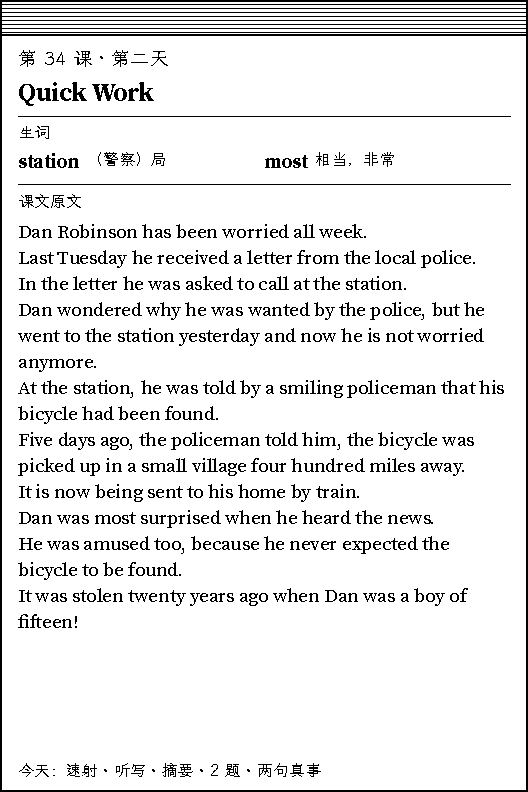 第 34 课·第二天
Quick Work
生词
station （警察）局 most 相当，非常
课文原文
Dan Robinson has been worried all week.
Last Tuesday he received a letter from the local police.
In the letter he was asked to call at the station.
Dan wondered why he was wanted by the police, but he
went to the station yesterday and now he is not worried
anymore.
At the station, he was told by a smiling policeman that his
bicycle had been found.
Five days ago, the policeman told him, the bicycle was
picked up in a small village four hundred miles away.
It is now being sent to his home by train.
Dan was most surprised when he heard the news.
He was amused too, because he never expected the
bicycle to be found.
It was stolen twenty years ago when Dan was a boy of
fifteen!
今天：速射·听写·摘要·2 题·两句真事